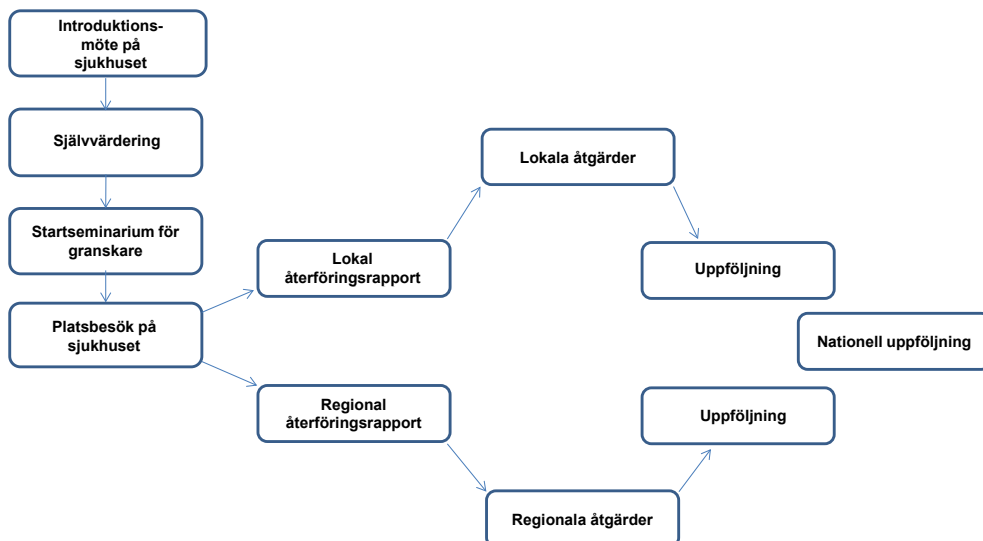 Introduktions-
möte på
sjukhuset
Självvärdering
Startseminarium för
granskare
Platsbesök på
sjukhuset
Lokal
återföringsrapport
Lokala åtgärder
Uppföljning
Regional
återföringsrapport
Regionala åtgärder
Uppföljning
Nationell uppföljning